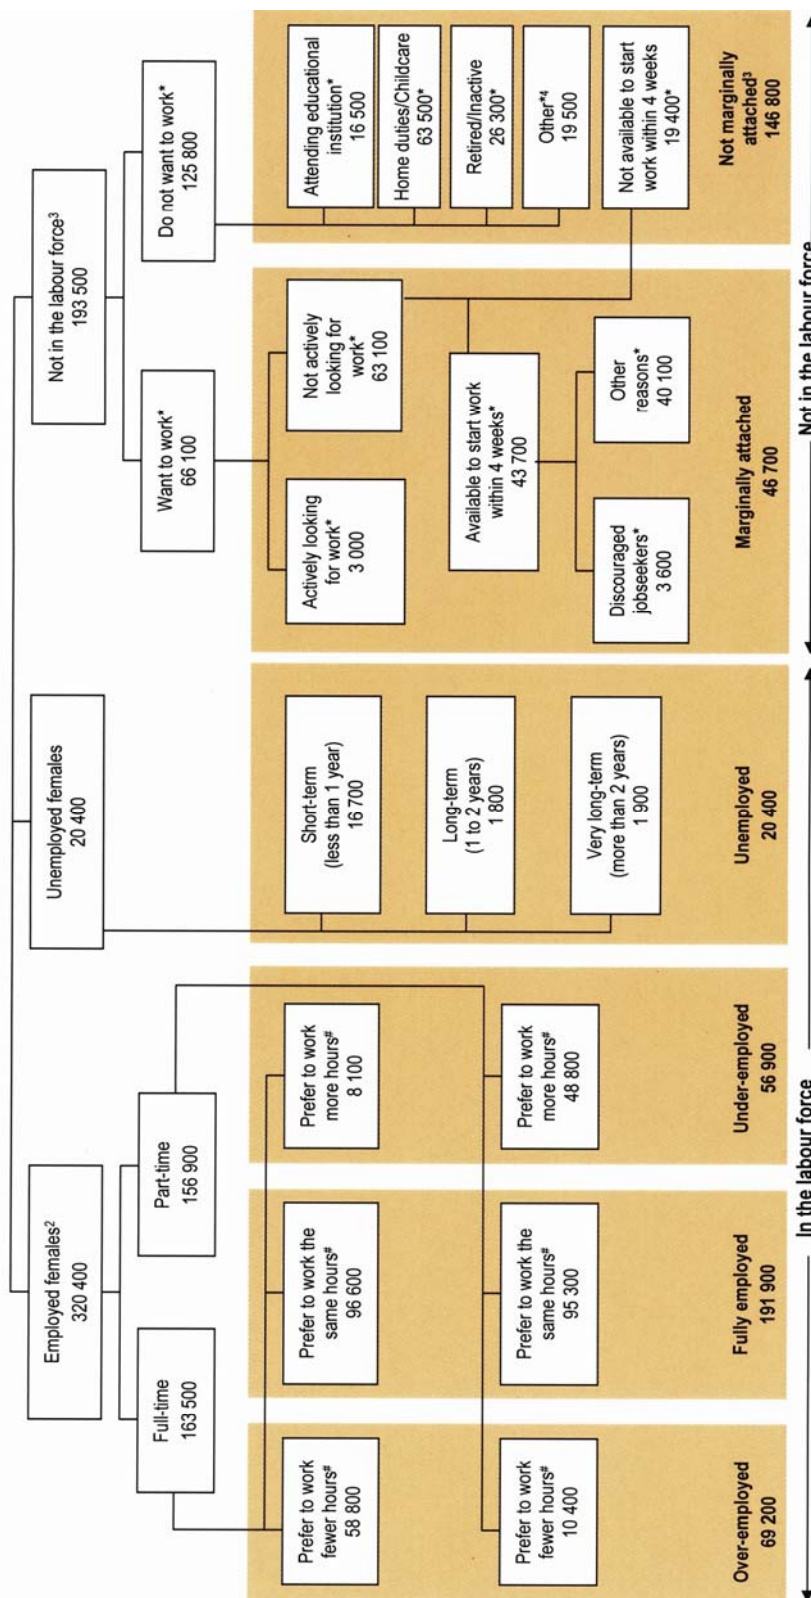 Employed females²
320 400
Unemployed females
20 400
Not in the labour force³
193 500
Full-time
163 500
Part-time
156 900
Want to work*
66 100
Do not want to work*
125 800
Prefer to work
fewer hours#
58 800
Prefer to work the
same hours#
96 600
Prefer to work
more hours#
8 100
Short-term
(less than 1 year)
16 700
Actively looking
for work*
3 000
Not actively
looking for
work*
63 100
Attending educational
institution*
16 500
Home duties/Childcare
63 500*
Retired/Inactive
26 300*
Other*⁴
19 500
Prefer to work
fewer hours#
10 400
Prefer to work the
same hours#
95 300
Prefer to work
more hours#
48 800
Long-term
(1 to 2 years)
1 800
Very long-term
(more than 2 years)
1 900
Available to start work
within 4 weeks*
43 700
Discouraged
jobseekers*
3 600
Other
reasons*
40 100
Not available to start
work within 4 weeks
19 400*
Over-employed
69 200
Fully employed
191 900
Under-employed
56 900
Unemployed
20 400
Marginally attached
46 700
Not marginally
attached³
146 800
In the labour force
Not in the labour force